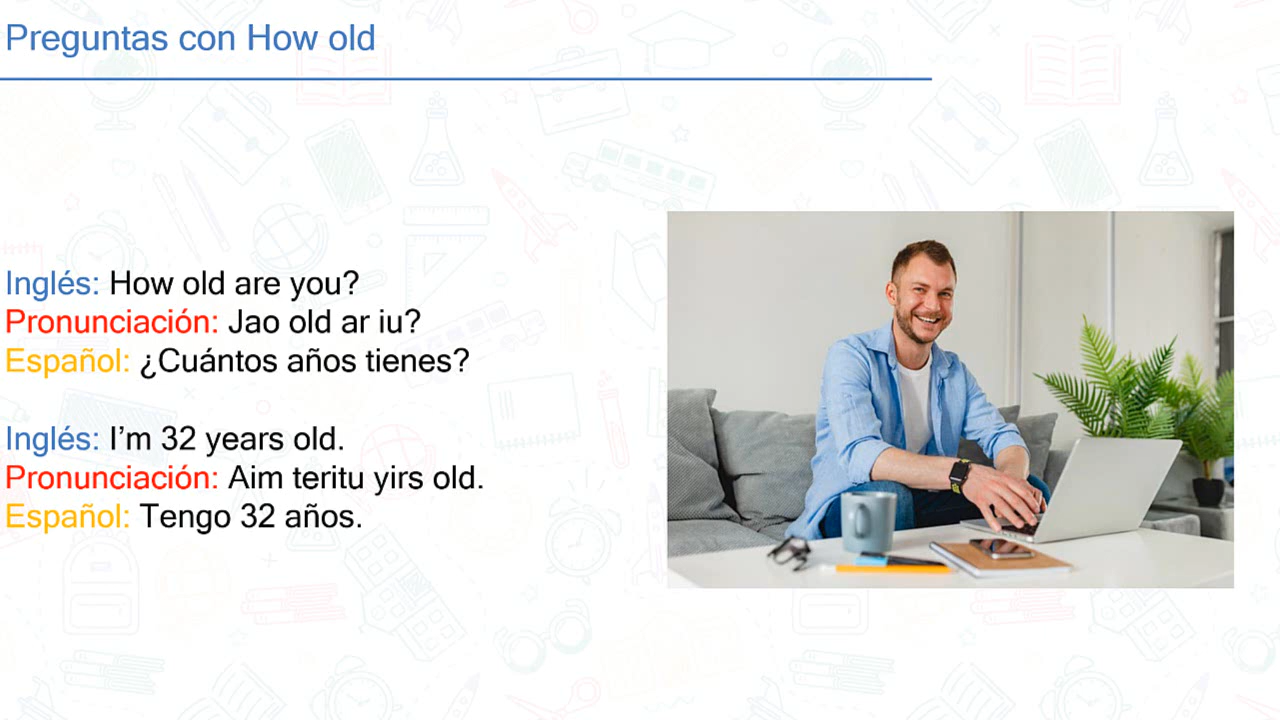 Preguntas con How old
Inglés: How old are you?
Pronunciación: Jao old ar iu?
Español: ¿Cuántos años tienes?
Inglés: I’m 32 years old.
Pronunciación: Aim teritu yirs old.
Español: Tengo 32 años.